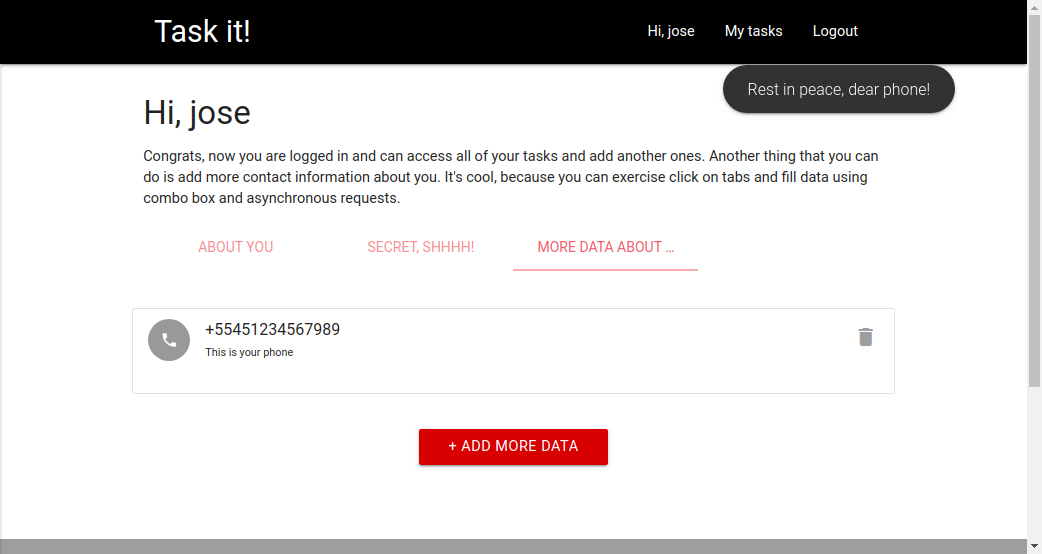 Task it!
Hi, jose
My tasks
Logout
Rest in peace, dear phone!
Hi, jose
Congrats, now you are logged in and can access all of your tasks and add another ones. Another thing that you can
do is add more contact information about you. It's cool, because you can exercise click on tabs and fill data using
combo box and asynchronous requests.
ABOUT YOU
SECRET, SHHHH!
MORE DATA ABOUT ...
+55451234567989
This is your phone
+ ADD MORE DATA